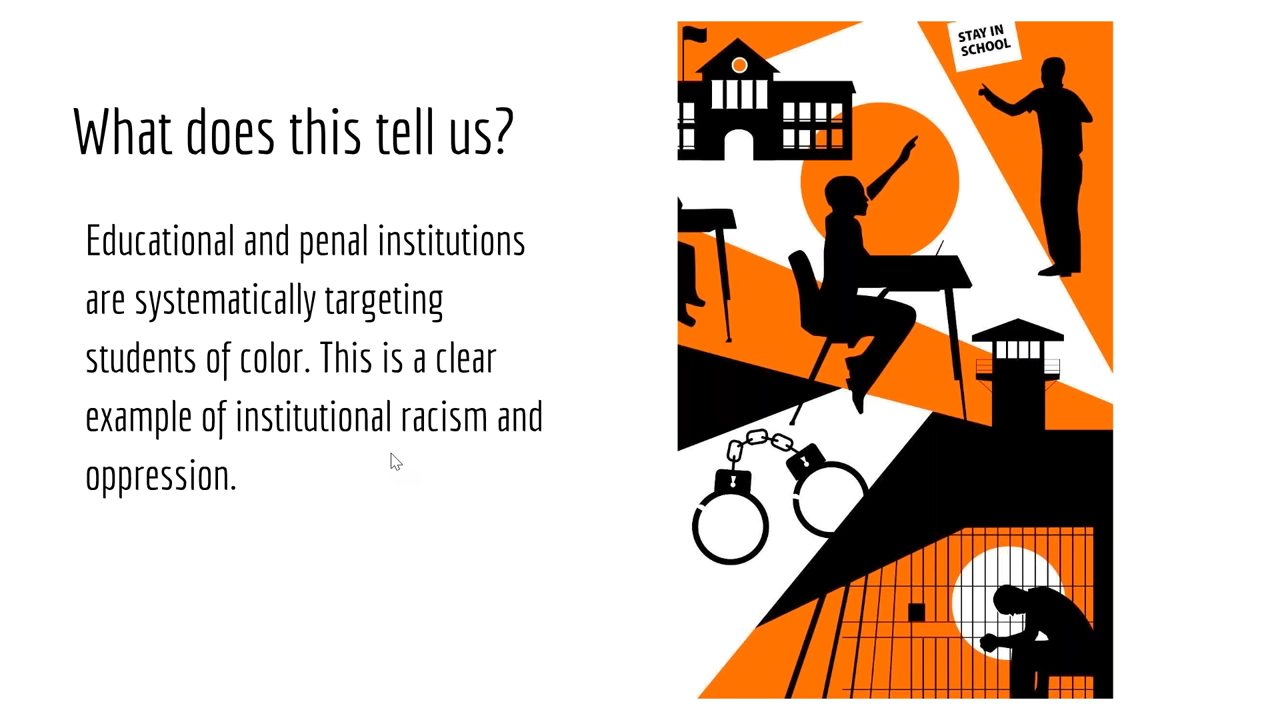 What does this tell us?
Educational and penal institutions
are systematically targeting
students of color. This is a clear
example of institutional racism and
oppression.
STAY IN
SCHOOL